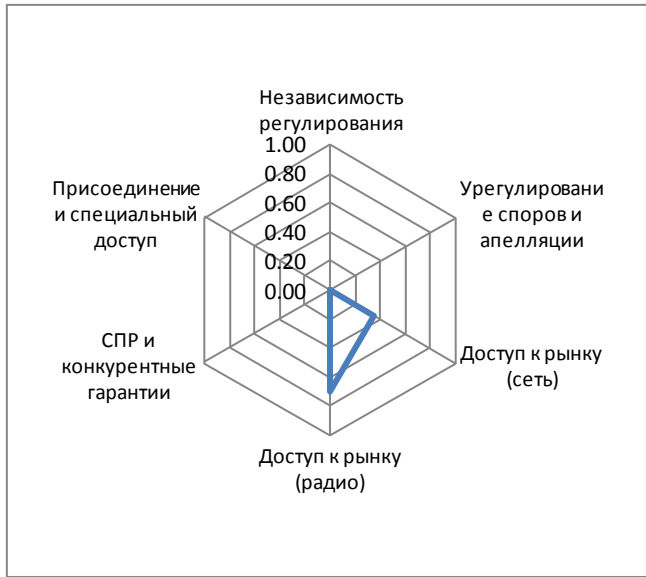 Независимость
регулирования
1.00
0.80
0.60
0.40
0.20
0.00
Урегулировани
е споров и
апелляции
Доступ к рынку
(сеть)
Доступ к рынку
(радио)
СПР и
конкурентные
гарантии
Присоединение
и специальный
доступ